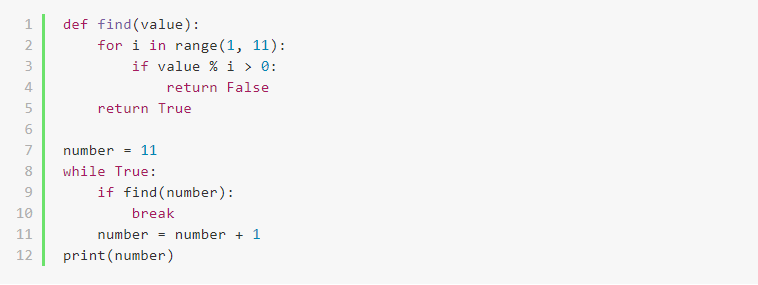 1 def find(value):
2     for i in range(1, 11):
3         if value % i > 0:
4             return False
5     return True
6
7 number = 11
8 while True:
9     if find(number):
10         break
11     number = number + 1
12 print(number)